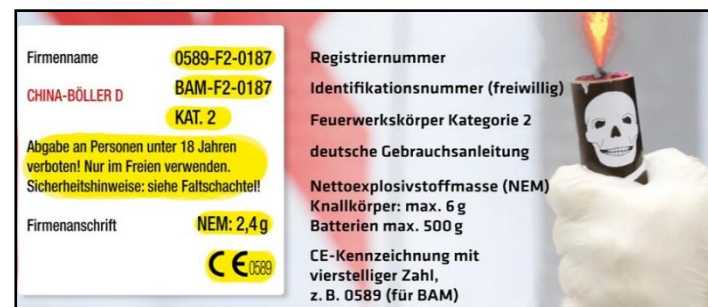 Firmenname 0589-F2-0187
CHINA-BÖLLER D BAM-F2-0187
KAT. 2
Abgabe an Personen unter 18 Jahren
verboten! Nur im Freien verwenden.
Sicherheitshinweise: siehe Faltschachtel!
Firmenanschrift NEM: 2,4 g
CE 0589
Registriernummer
Identifikationsnummer (freiwillig)
Feuerwerkskörper Kategorie 2
deutsche Gebrauchsanleitung
Nettoexplosivstoffmasse (NEM)
Knallkörper: max. 6 g
Batterien max. 500 g
CE-Kennzeichnung mit
vierstelliger Zahl,
z. B. 0589 (für BAM)